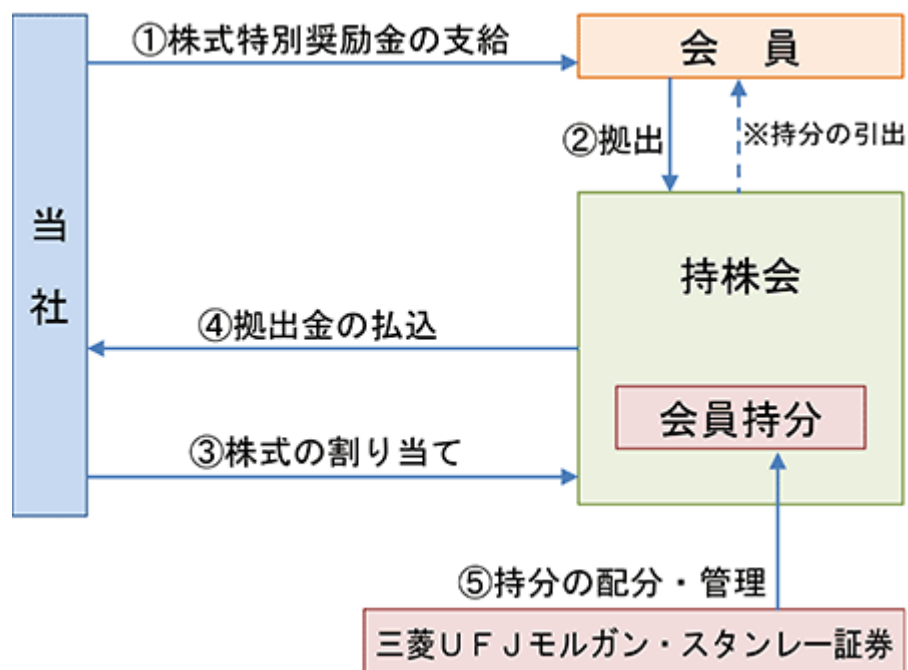 ①株式特別奨励金の支給
会　員
②拠出
※持分の引出
当
社
持株会
④拠出金の払込
会員持分
③株式の割り当て
⑤持分の配分・管理
三菱ＵＦＪモルガン・スタンレー証券